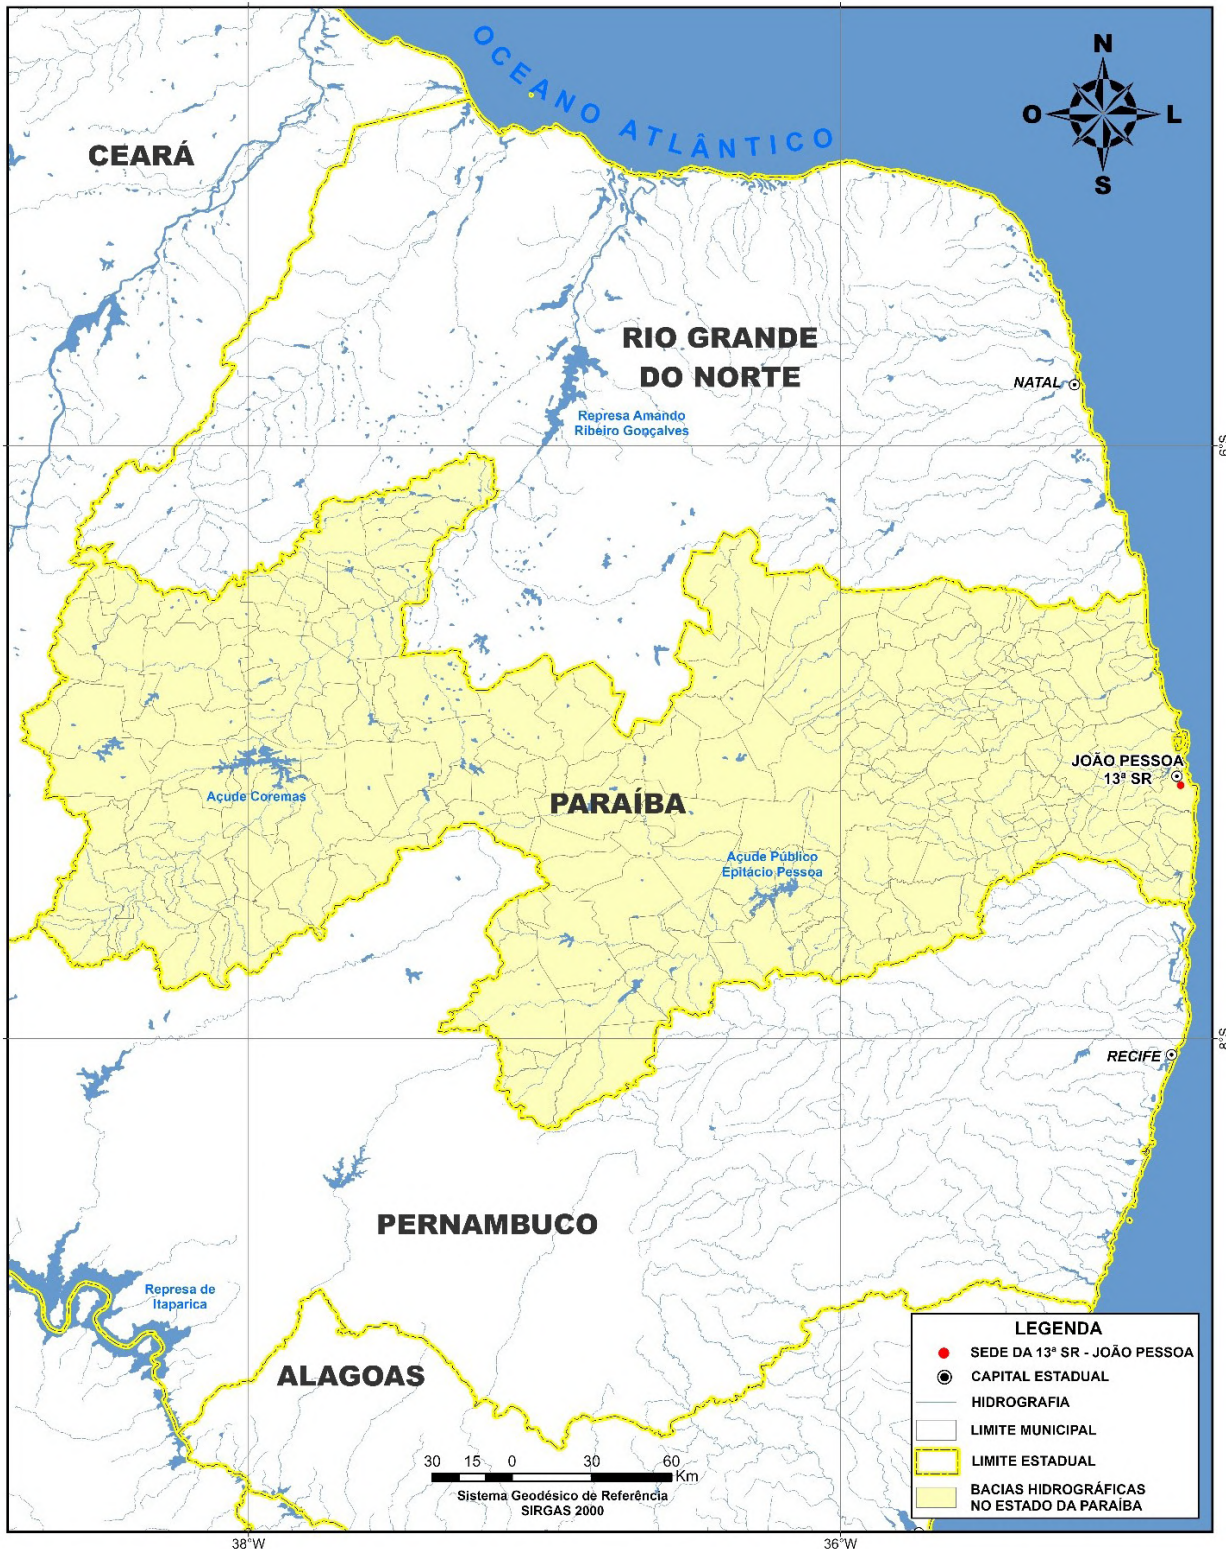 OCEANO ATLÂNTICO
N
O
L
S
CEARÁ
RIO GRANDE
DO NORTE
NATAL
Represa Amando
Ribeiro Gonçalves
6°S
JOÃO PESSOA
13ª SR
Açude Coremas
PARAÍBA
Açude Público
Epitácio Pessoa
8°S
RECIFE
PERNAMBUCO
Represa de
Itaparica
ALAGOAS
LEGENDA
SEDE DA 13ª SR - JOÃO PESSOA
CAPITAL ESTADUAL
HIDROGRAFIA
LIMITE MUNICIPAL
LIMITE ESTADUAL
BACIAS HIDROGRÁFICAS
NO ESTADO DA PARAÍBA
30 15 0 30 60
Km
Sistema Geodésico de Referência
SIRGAS 2000
38°W
36°W